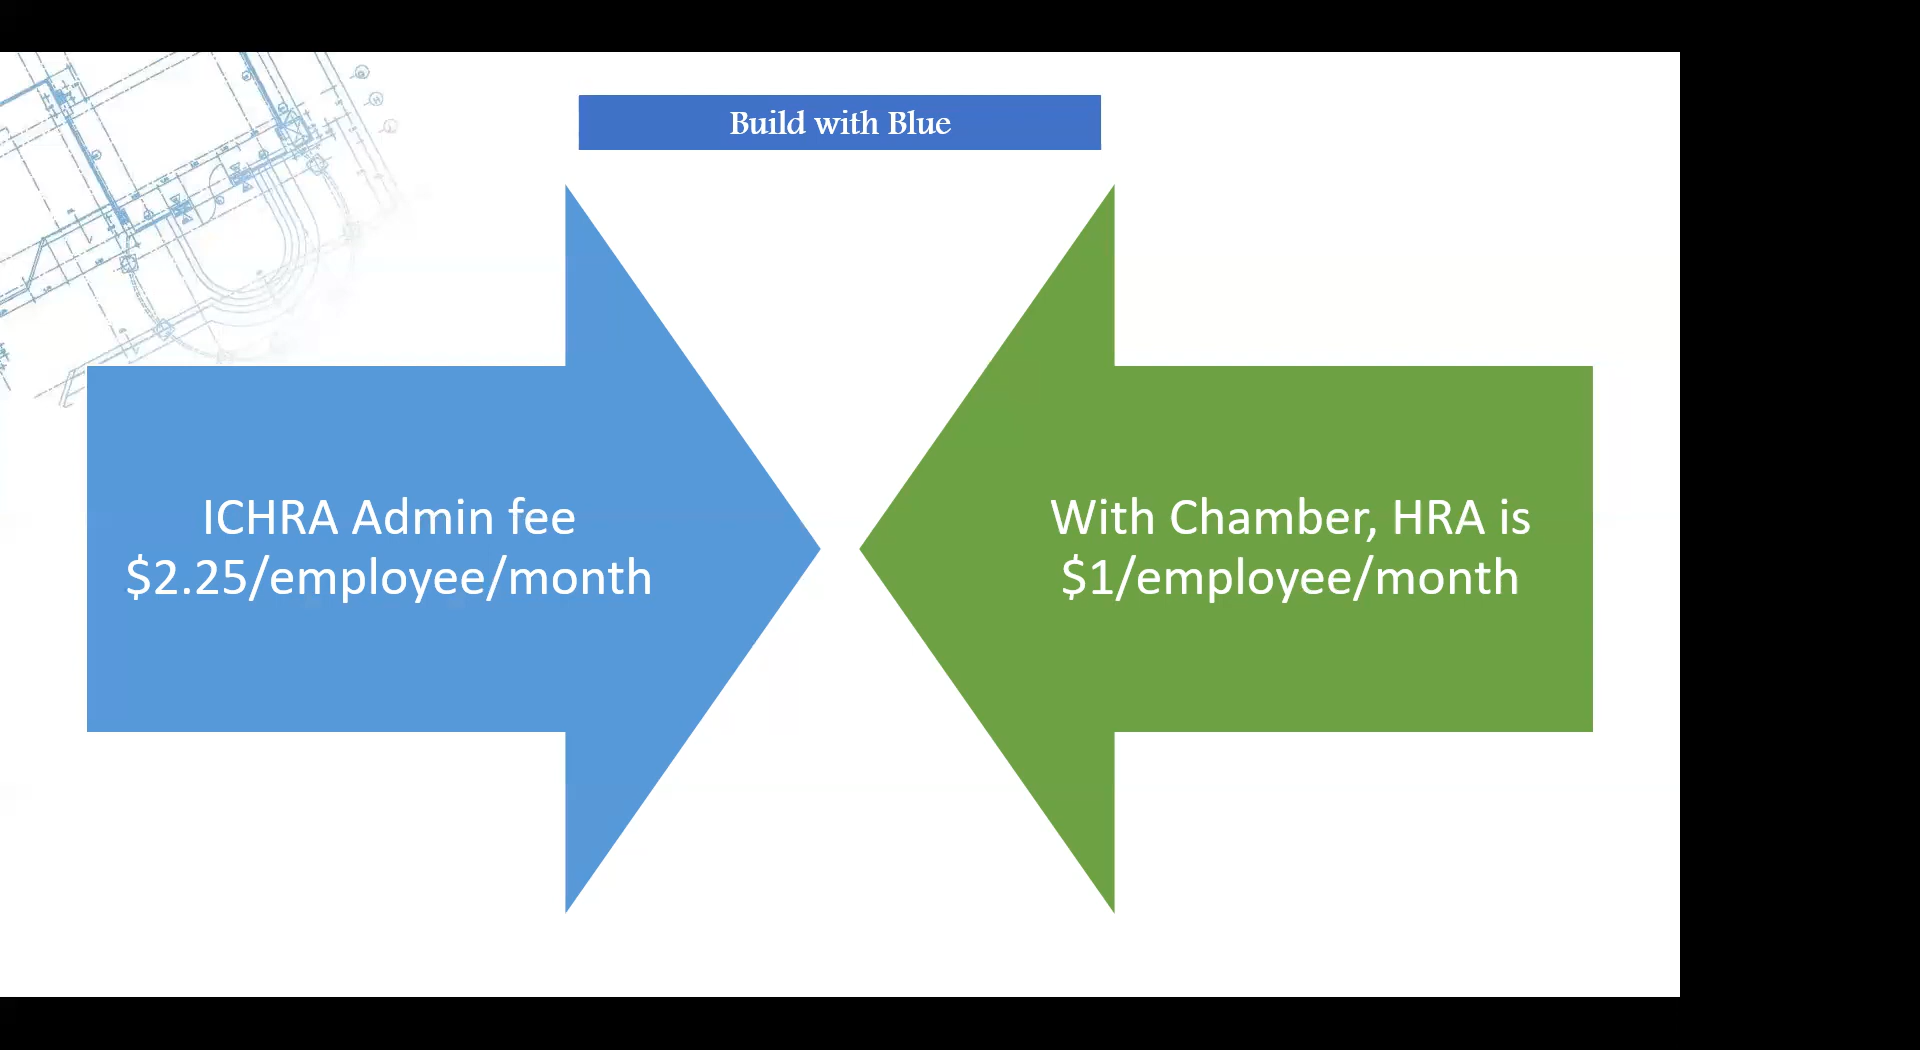 Build with Blue
ICHRA Admin fee
$2.25/employee/month
With Chamber, HRA is
$1/employee/month